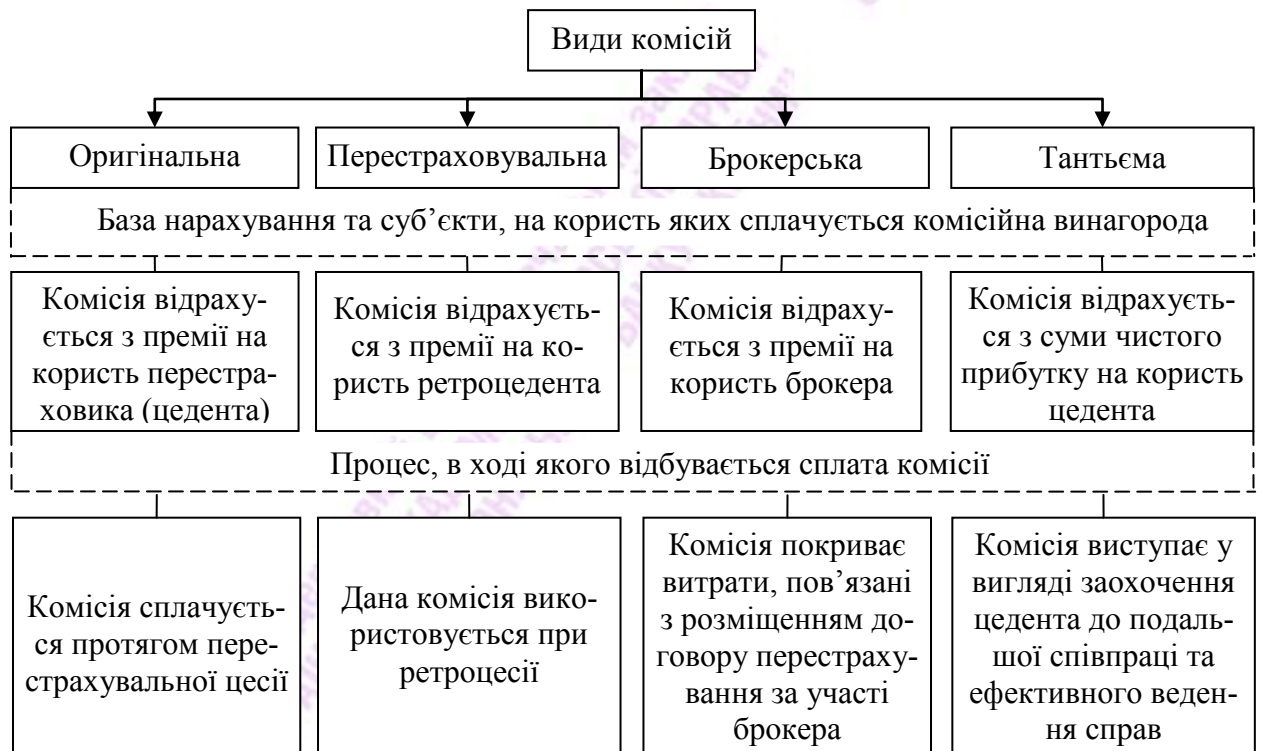 Види комісій
Оригінальна
Перестраховувальна
Брокерська
Тантьєма
База нарахування та суб’єкти, на користь яких сплачується комісійна винагорода
Комісія відраху-
ється з премії на
користь перестра-
ховика (цедента)
Комісія відрахуєть-
ся з премії на ко-
ристь ретроцедента
Комісія відраху-
ється з премії на
користь брокера
Комісія відрахуєть-
ся з суми чистого
прибутку на користь
цедента
Процес, в ході якого відбувається сплата комісії
Комісія сплачуєть-
ся протягом пере-
страхувальної цесії
Дана комісія вико-
ристовується при
ретроцесії
Комісія покриває
витрати, пов’язані
з розміщенням до-
говору перестраху-
вання за участі
брокера
Комісія виступає у
вигляді заохочення
цедента до подаль-
шої співпраці та
ефективного веден-
ня справ